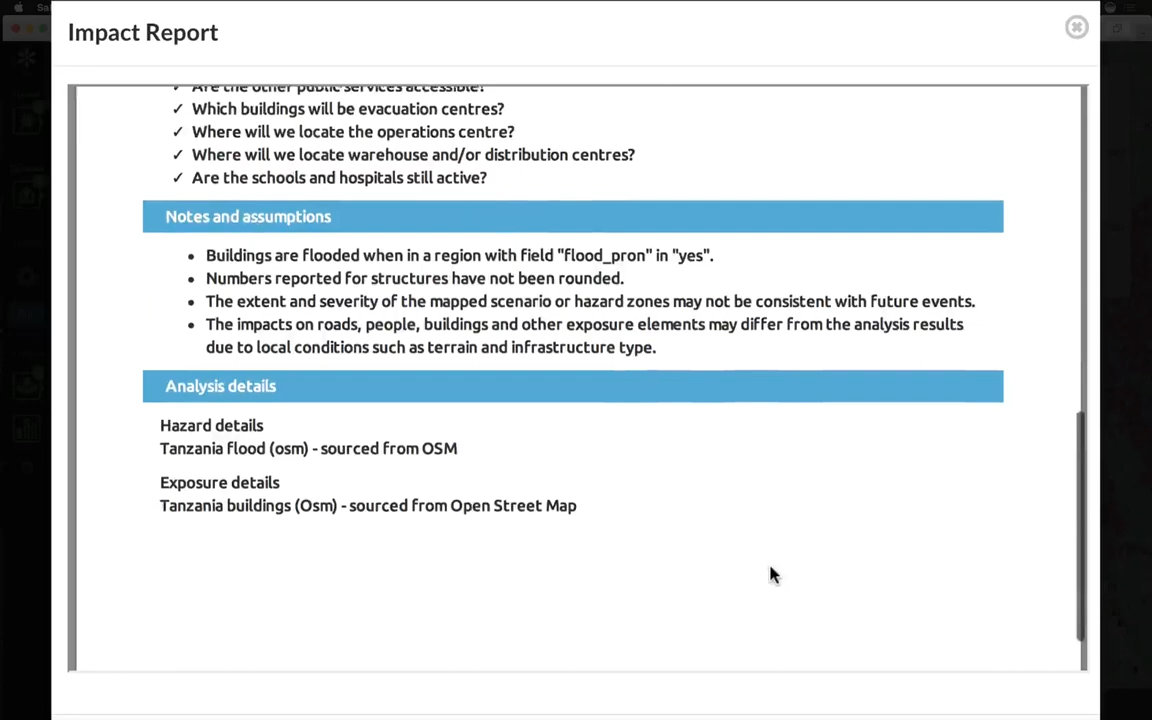 Impact Report
✓ Are the other public services accessible?
✓ Which buildings will be evacuation centres?
✓ Where will we locate the operations centre?
✓ Where will we locate warehouse and/or distribution centres?
✓ Are the schools and hospitals still active?
Notes and assumptions
• Buildings are flooded when in a region with field "flood_pron" in "yes".
• Numbers reported for structures have not been rounded.
• The extent and severity of the mapped scenario or hazard zones may not be consistent with future events.
• The impacts on roads, people, buildings and other exposure elements may differ from the analysis results
due to local conditions such as terrain and infrastructure type.
Analysis details
Hazard details
Tanzania flood (osm) - sourced from OSM
Exposure details
Tanzania buildings (Osm) - sourced from Open Street Map